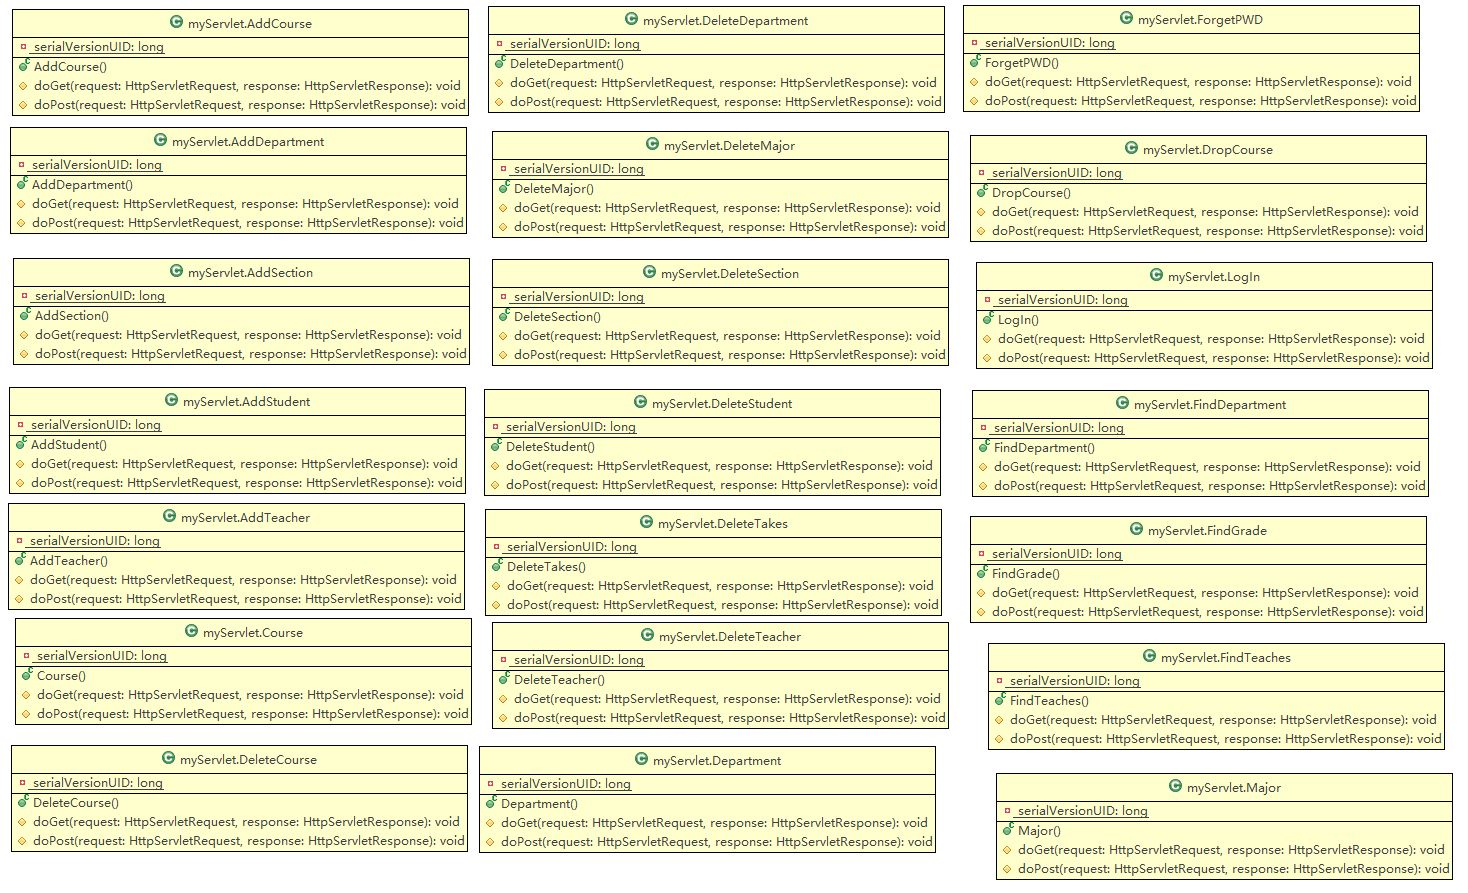 myServlet.AddCourse
serialVersionUID: long
AddCourse()
doGet(request: HttpServletRequest, response: HttpServletResponse): void
doPost(request: HttpServletRequest, response: HttpServletResponse): void
myServlet.AddDepartment
serialVersionUID: long
AddDepartment()
doGet(request: HttpServletRequest, response: HttpServletResponse): void
doPost(request: HttpServletRequest, response: HttpServletResponse): void
myServlet.AddSection
serialVersionUID: long
AddSection()
doGet(request: HttpServletRequest, response: HttpServletResponse): void
doPost(request: HttpServletRequest, response: HttpServletResponse): void
myServlet.AddStudent
serialVersionUID: long
AddStudent()
doGet(request: HttpServletRequest, response: HttpServletResponse): void
doPost(request: HttpServletRequest, response: HttpServletResponse): void
myServlet.AddTeacher
serialVersionUID: long
AddTeacher()
doGet(request: HttpServletRequest, response: HttpServletResponse): void
doPost(request: HttpServletRequest, response: HttpServletResponse): void
myServlet.Course
serialVersionUID: long
Course()
doGet(request: HttpServletRequest, response: HttpServletResponse): void
doPost(request: HttpServletRequest, response: HttpServletResponse): void
myServlet.DeleteCourse
serialVersionUID: long
DeleteCourse()
doGet(request: HttpServletRequest, response: HttpServletResponse): void
doPost(request: HttpServletRequest, response: HttpServletResponse): void
myServlet.DeleteDepartment
serialVersionUID: long
DeleteDepartment()
doGet(request: HttpServletRequest, response: HttpServletResponse): void
doPost(request: HttpServletRequest, response: HttpServletResponse): void
myServlet.DeleteMajor
serialVersionUID: long
DeleteMajor()
doGet(request: HttpServletRequest, response: HttpServletResponse): void
doPost(request: HttpServletRequest, response: HttpServletResponse): void
myServlet.DeleteSection
serialVersionUID: long
DeleteSection()
doGet(request: HttpServletRequest, response: HttpServletResponse): void
doPost(request: HttpServletRequest, response: HttpServletResponse): void
myServlet.DeleteStudent
serialVersionUID: long
DeleteStudent()
doGet(request: HttpServletRequest, response: HttpServletResponse): void
doPost(request: HttpServletRequest, response: HttpServletResponse): void
myServlet.DeleteTakes
serialVersionUID: long
DeleteTakes()
doGet(request: HttpServletRequest, response: HttpServletResponse): void
doPost(request: HttpServletRequest, response: HttpServletResponse): void
myServlet.DeleteTeacher
serialVersionUID: long
DeleteTeacher()
doGet(request: HttpServletRequest, response: HttpServletResponse): void
doPost(request: HttpServletRequest, response: HttpServletResponse): void
myServlet.Department
serialVersionUID: long
Department()
doGet(request: HttpServletRequest, response: HttpServletResponse): void
doPost(request: HttpServletRequest, response: HttpServletResponse): void
myServlet.ForgetPWD
serialVersionUID: long
ForgetPWD()
doGet(request: HttpServletRequest, response: HttpServletResponse): void
doPost(request: HttpServletRequest, response: HttpServletResponse): void
myServlet.DropCourse
serialVersionUID: long
DropCourse()
doGet(request: HttpServletRequest, response: HttpServletResponse): void
doPost(request: HttpServletRequest, response: HttpServletResponse): void
myServlet.LogIn
serialVersionUID: long
LogIn()
doGet(request: HttpServletRequest, response: HttpServletResponse): void
doPost(request: HttpServletRequest, response: HttpServletResponse): void
myServlet.FindDepartment
serialVersionUID: long
FindDepartment()
doGet(request: HttpServletRequest, response: HttpServletResponse): void
doPost(request: HttpServletRequest, response: HttpServletResponse): void
myServlet.FindGrade
serialVersionUID: long
FindGrade()
doGet(request: HttpServletRequest, response: HttpServletResponse): void
doPost(request: HttpServletRequest, response: HttpServletResponse): void
myServlet.FindTeaches
serialVersionUID: long
FindTeaches()
doGet(request: HttpServletRequest, response: HttpServletResponse): void
doPost(request: HttpServletRequest, response: HttpServletResponse): void
myServlet.Major
serialVersionUID: long
Major()
doGet(request: HttpServletRequest, response: HttpServletResponse): void
doPost(request: HttpServletRequest, response: HttpServletResponse): void